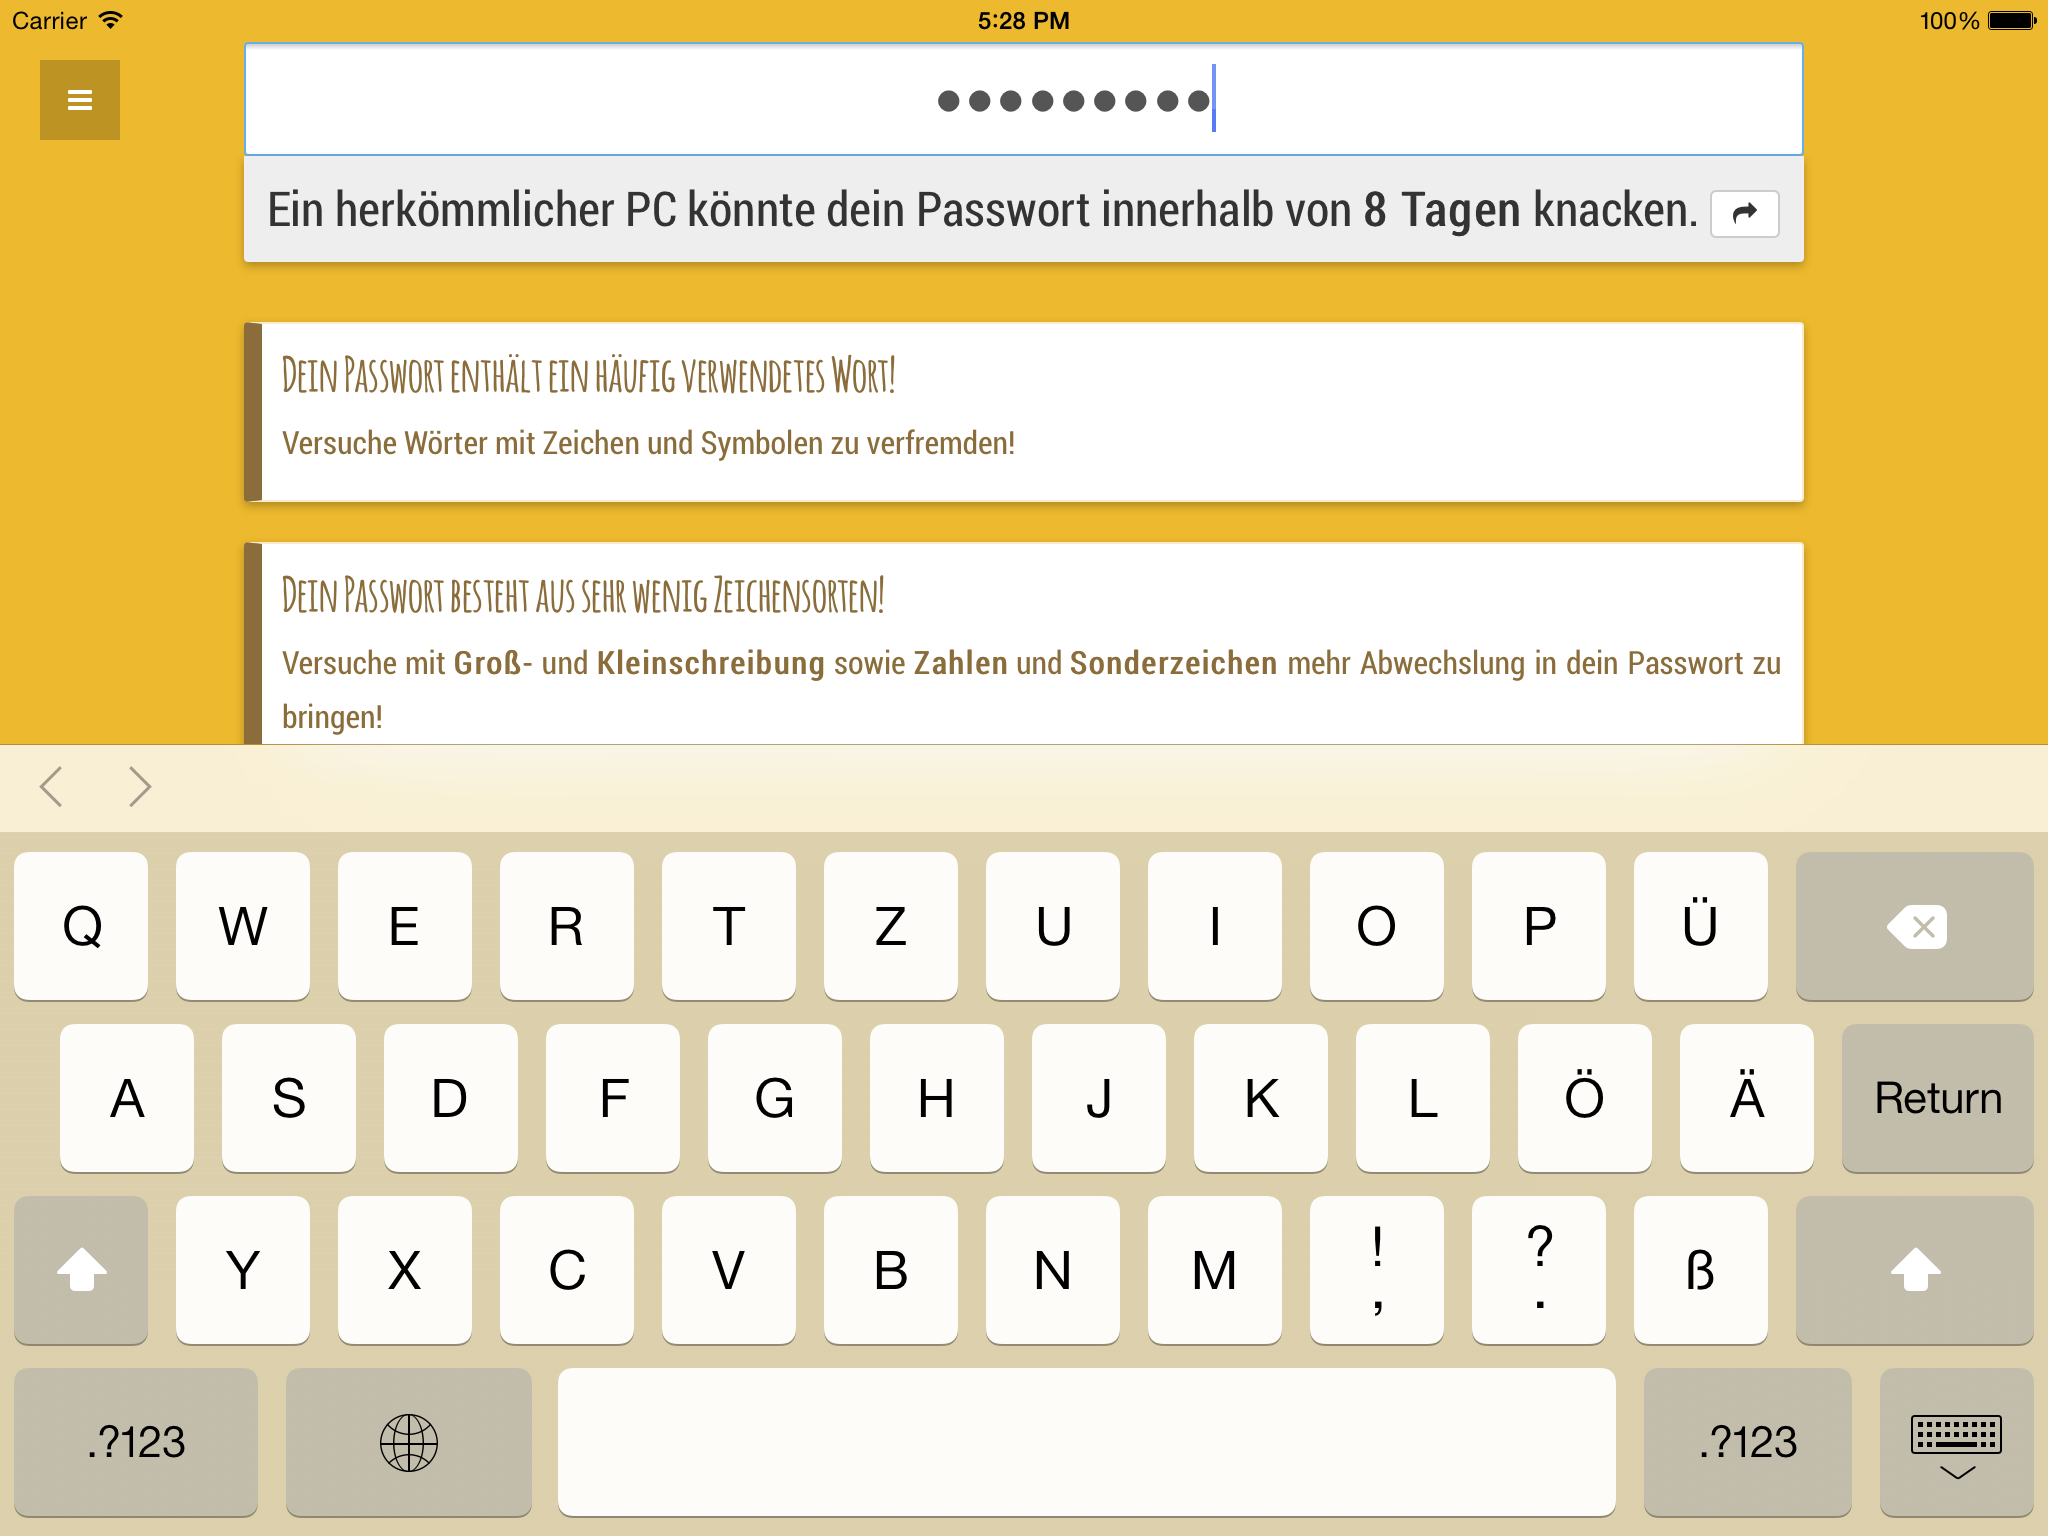 Carrier 5:28 PM 100%
●●●●●●●●●
Ein herkömmlicher PC könnte dein Passwort innerhalb von 8 Tagen knacken.
Dein Passwort enthält ein häufig verwendetes Wort!
Versuche Wörter mit Zeichen und Symbolen zu verfremden!
Dein Passwort besteht aus sehr wenig Zeichensorten!
Versuche mit Groß- und Kleinschreibung sowie Zahlen und Sonderzeichen mehr Abwechslung in dein Passwort zu
bringen!
Q W E R T Z U I O P Ü
A S D F G H J K L Ö Ä Return
Y X C V B N M ! , ? . ß
.?123 .?123